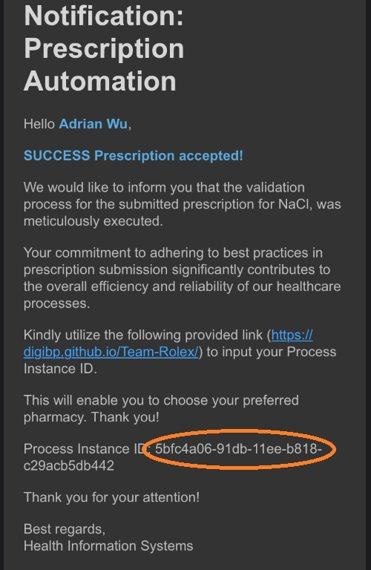 Notification:
Prescription
Automation
Hello Adrian Wu,
SUCCESS Prescription accepted!
We would like to inform you that the validation
process for the submitted prescription for NaCl, was
meticulously executed.
Your commitment to adhering to best practices in
prescription submission significantly contributes to
the overall efficiency and reliability of our healthcare
processes.
Kindly utilize the following provided link (https://
digibp.github.io/Team-Rolex/) to input your Process
Instance ID.
This will enable you to choose your preferred
pharmacy. Thank you!
Process Instance ID: 5bfc4a06-91db-11ee-b818-
c29acb5db442
Thank you for your attention!
Best regards,
Health Information Systems